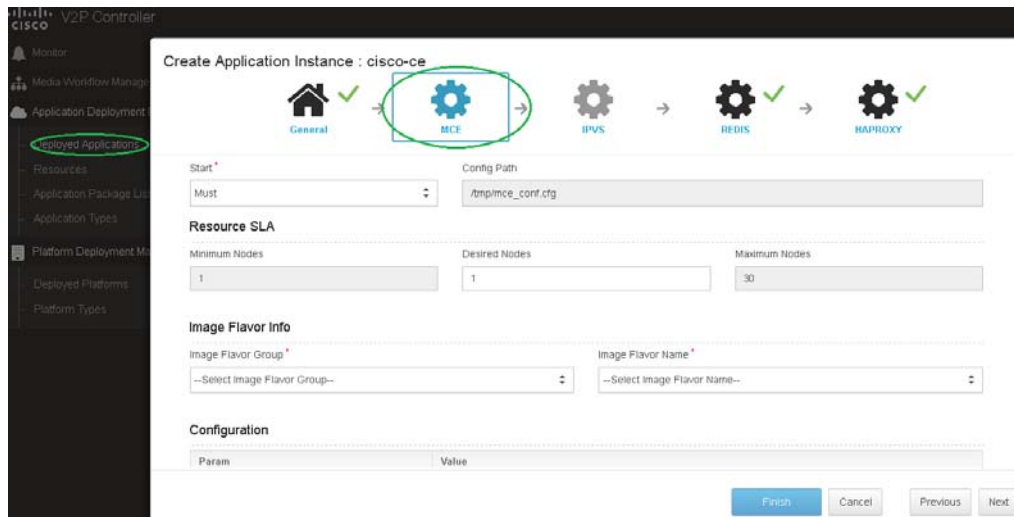 CISCO V2P Controller
Monitor
Media Workflow Manage
Application Deployment
Deployed Applications
Resources
Application Package Lis
Application Types
Platform Deployment Ma
Deployed Platforms
Platform Types
Create Application Instance : cisco-ce
General → MCE → IPVS → REDIS → HAPROXY
Start* Config Path
Must /tmp/mce_conf.cfg
Resource SLA
Minimum Nodes Desired Nodes Maximum Nodes
1 1 30
Image Flavor Info
Image Flavor Group* Image Flavor Name*
--Select Image Flavor Group-- --Select Image Flavor Name--
Configuration
Param Value
Finish Cancel Previous Next